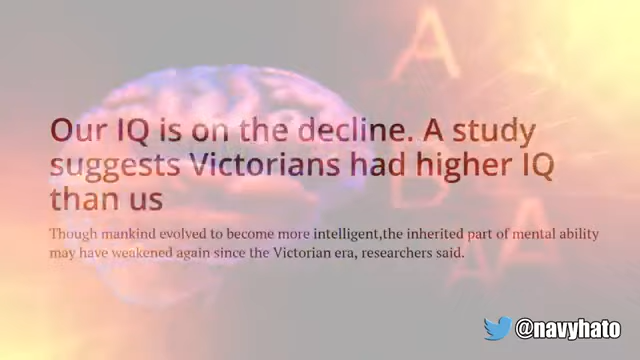 Our IQ is on the decline. A study
suggests Victorians had higher IQ
than us
Though mankind evolved to become more intelligent,the inherited part of mental ability
may have weakened again since the Victorian era, researchers said.
@navyhato